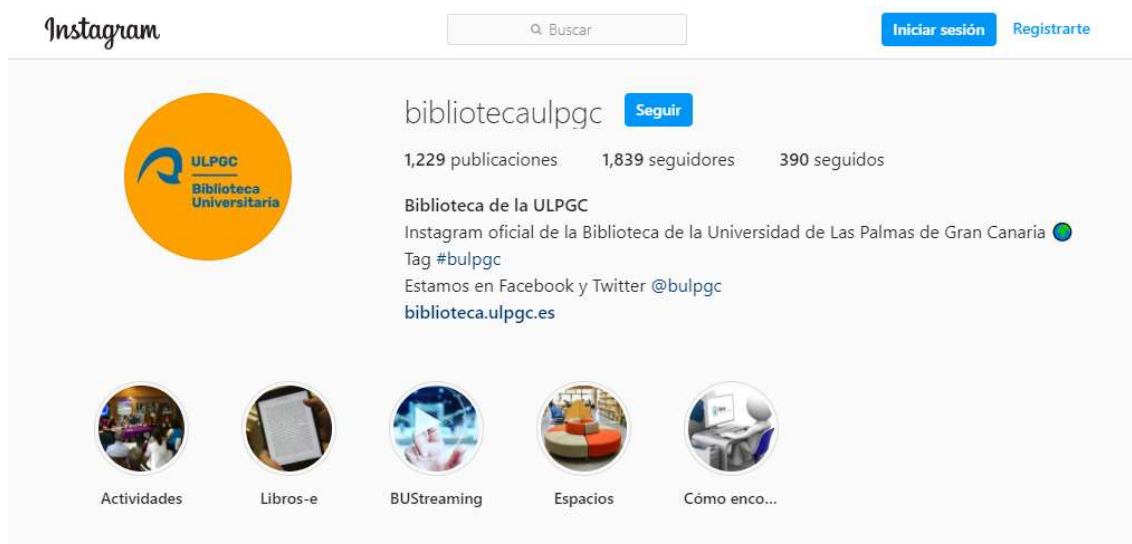 Instagram
Buscar
Iniciar sesión
Registrarte
ULPGC
Biblioteca
Universitaria
bibliotecaulpgc
Seguir
1,229 publicaciones 1,839 seguidores 390 seguidos
Biblioteca de la ULPGC
Instagram oficial de la Biblioteca de la Universidad de Las Palmas de Gran Canaria
Tag #bulpgc
Estamos en Facebook y Twitter @bulpgc
biblioteca.ulpgc.es
Actividades
Libros-e
BUStreaming
Espacios
Cómo enco...